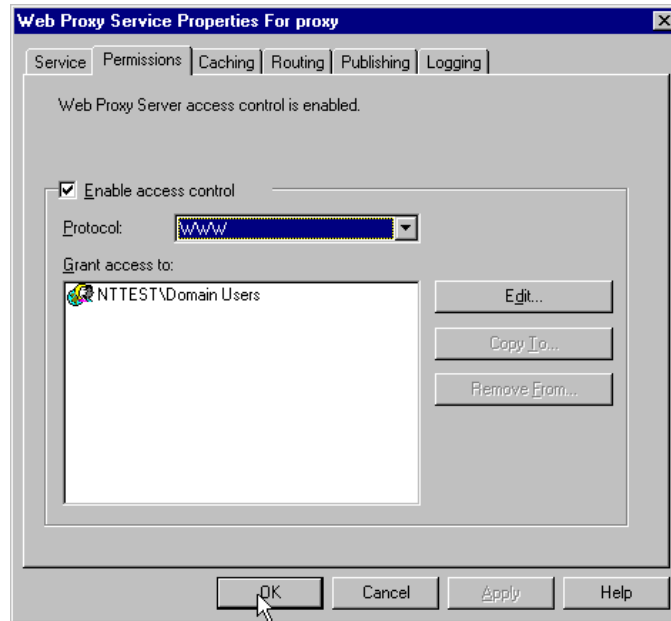 Web Proxy Service Properties For proxy
Service Permissions Caching Routing Publishing Logging
Web Proxy Server access control is enabled.
Enable access control
Protocol: WWW
Grant access to:
NTTEST\Domain Users
Edit...
Copy To...
Remove From...
OK Cancel Apply Help